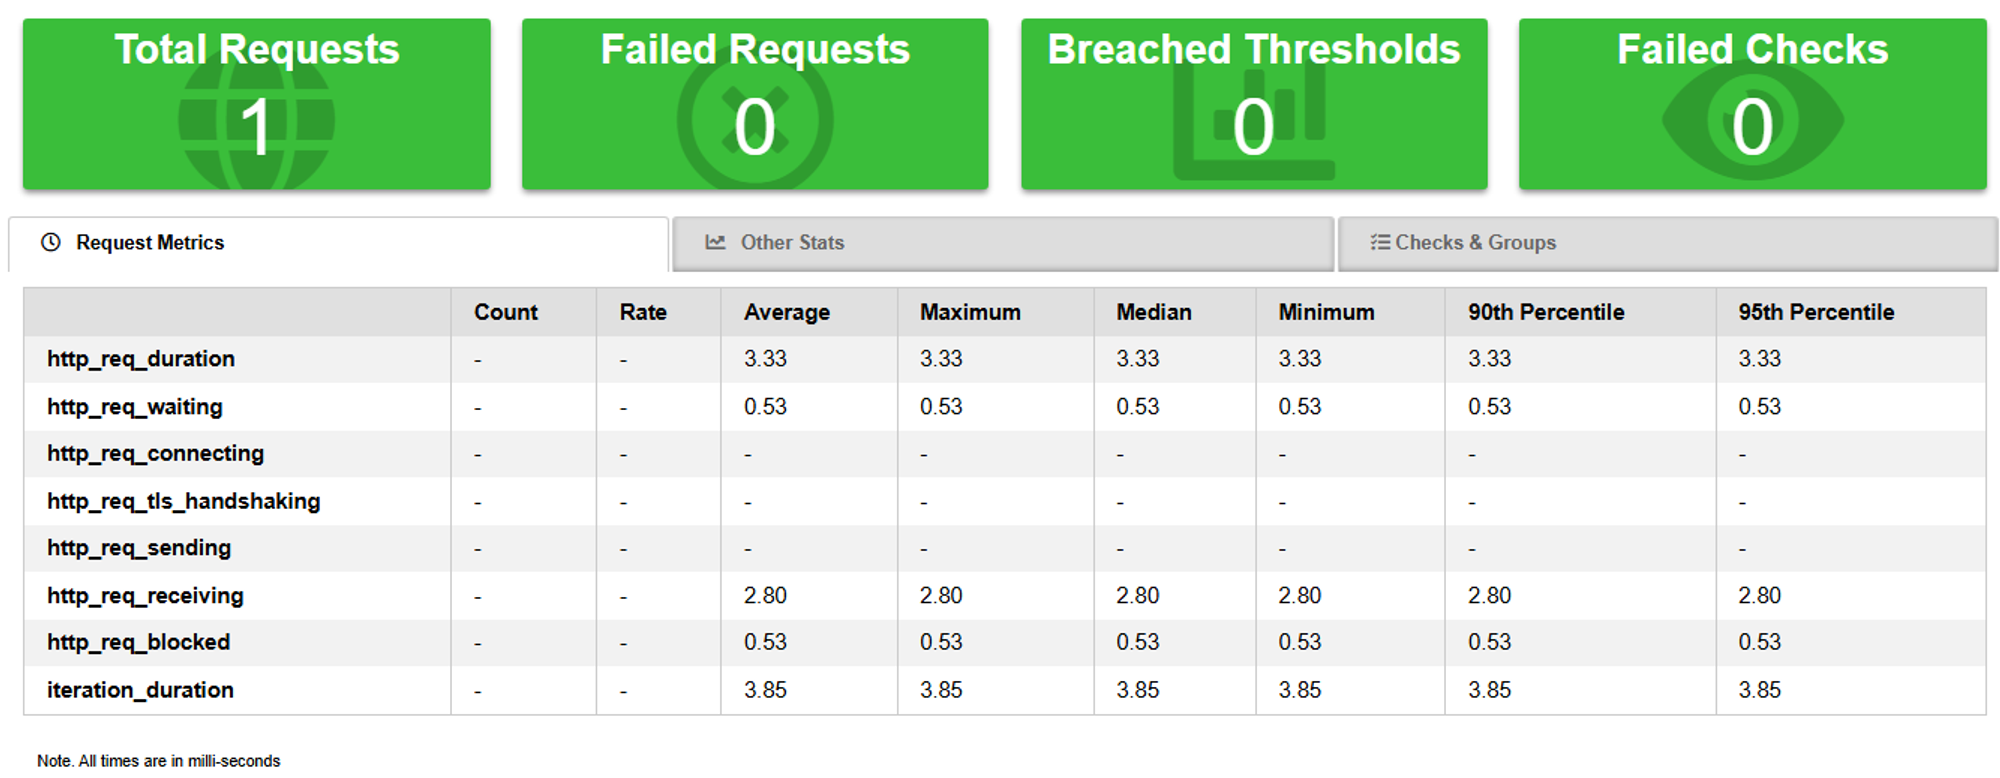 Total Requests Failed Requests Breached Thresholds Failed Checks
1 0 0 0
Request Metrics Other Stats Checks & Groups
Count Rate Average Maximum Median Minimum 90th Percentile 95th Percentile
http_req_duration - - 3.33 3.33 3.33 3.33 3.33 3.33
http_req_waiting - - 0.53 0.53 0.53 0.53 0.53 0.53
http_req_connecting - - - - - - - -
http_req_tls_handshaking - - - - - - - -
http_req_sending - - - - - - - -
http_req_receiving - - 2.80 2.80 2.80 2.80 2.80 2.80
http_req_blocked - - 0.53 0.53 0.53 0.53 0.53 0.53
iteration_duration - - 3.85 3.85 3.85 3.85 3.85 3.85
Note. All times are in milli-seconds